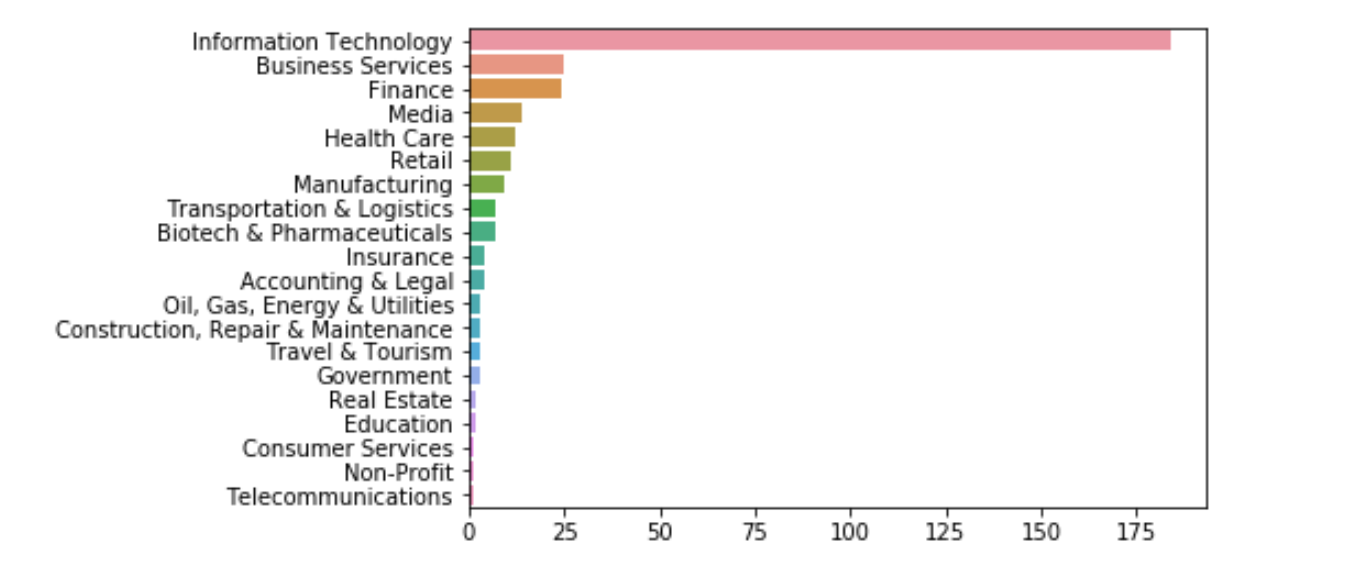 Information Technology
Business Services
Finance
Media
Health Care
Retail
Manufacturing
Transportation & Logistics
Biotech & Pharmaceuticals
Insurance
Accounting & Legal
Oil, Gas, Energy & Utilities
Construction, Repair & Maintenance
Travel & Tourism
Government
Real Estate
Education
Consumer Services
Non-Profit
Telecommunications
0 25 50 75 100 125 150 175